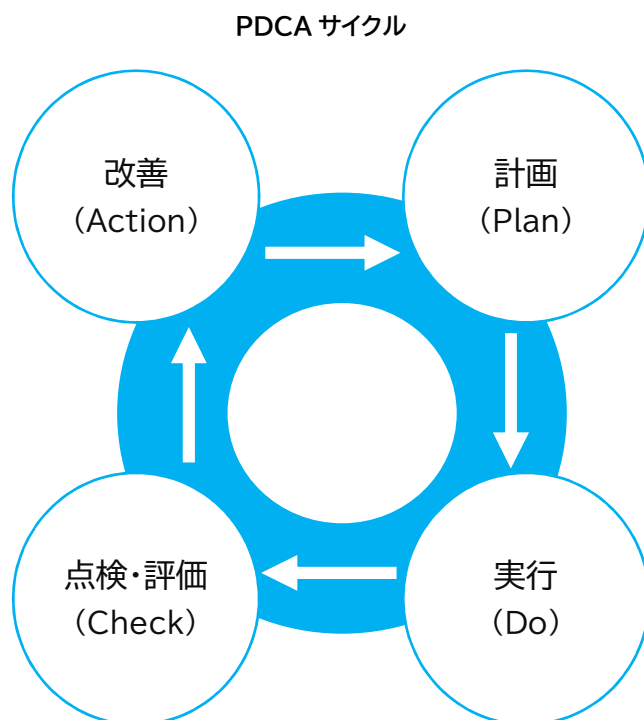 PDCA サイクル
改善
（Action）
計画
（Plan）
点検・評価
（Check）
実行
（Do）